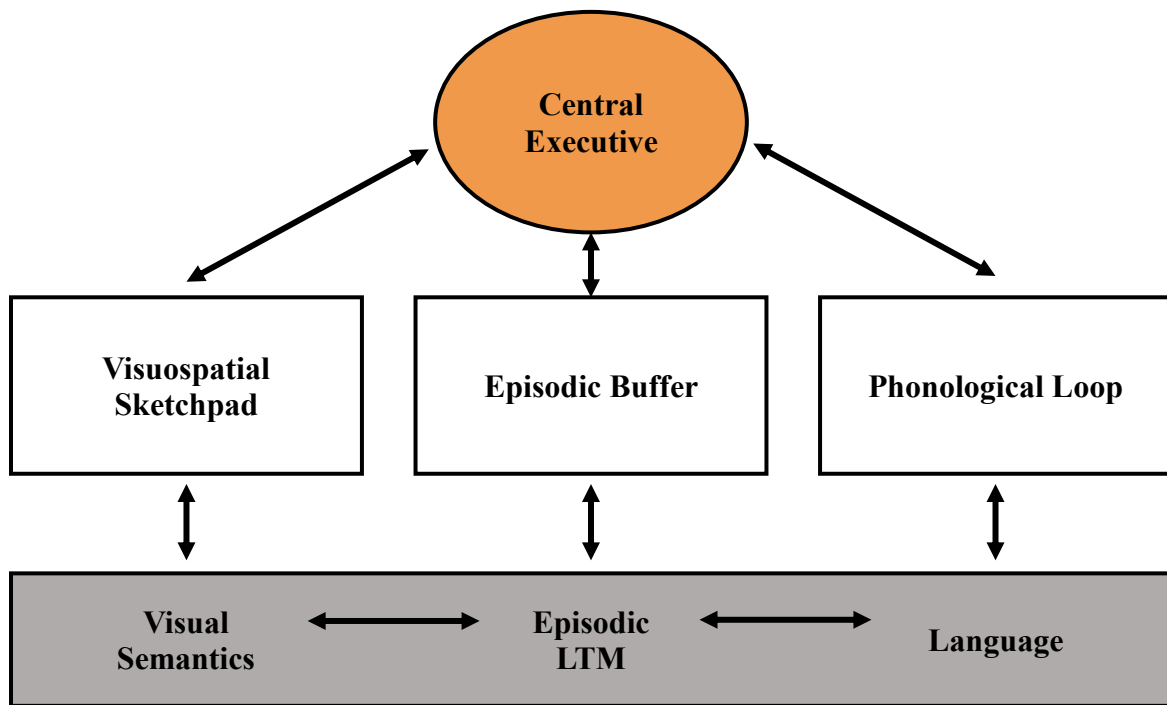 Central
Executive
Visuospatial
Sketchpad
Episodic Buffer
Phonological Loop
Visual
Semantics
Episodic
LTM
Language